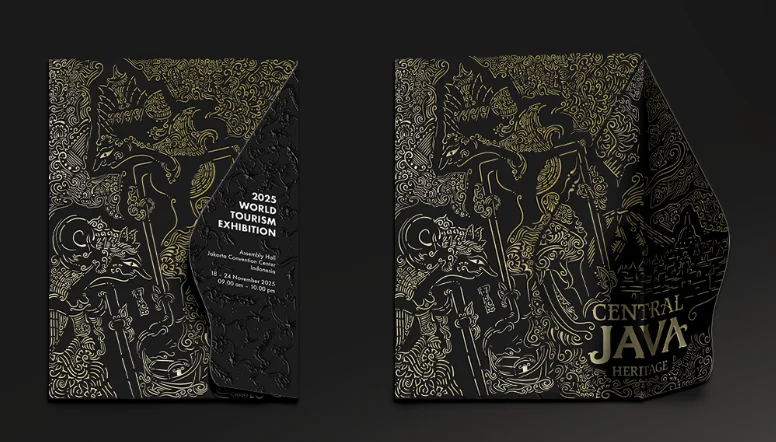 2025
WORLD
TOURISM
EXHIBITION
Assembly Hall
Jakarta Convention Center
Indonesia
18 - 24 November 2025
09.00 am - 10.00 pm
CENTRAL
JAVA
HERITAGE